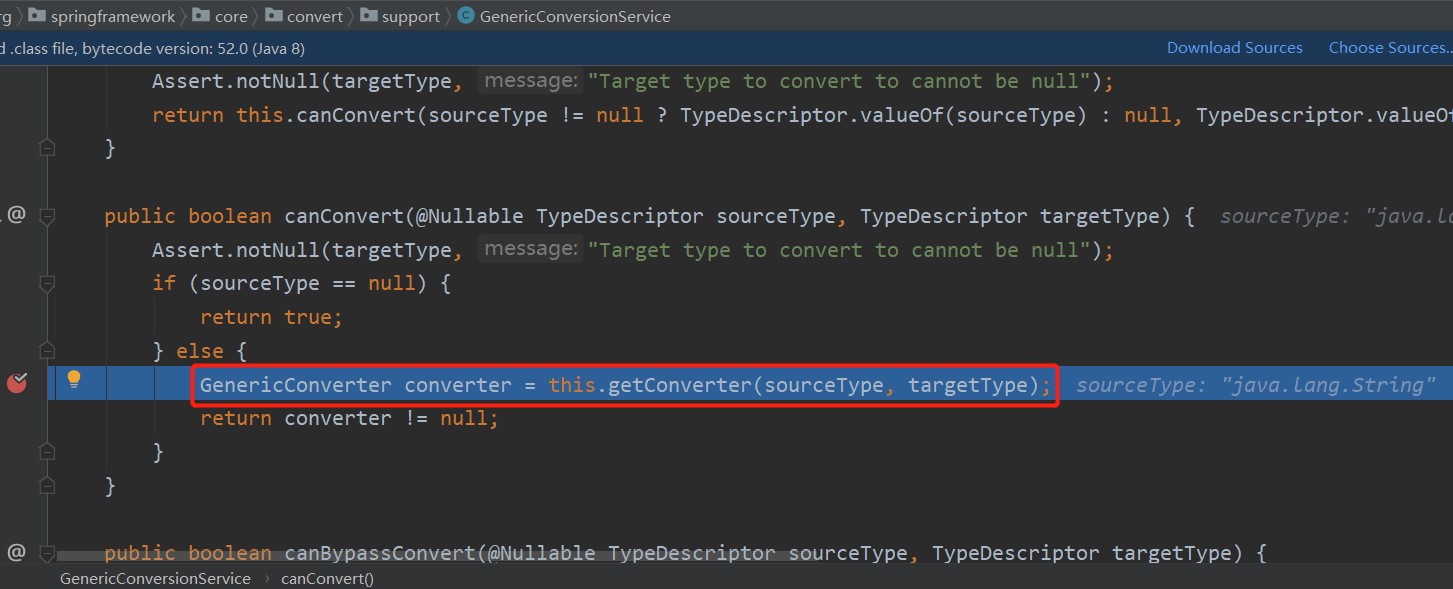 rg springframework core convert support C GenericConversionService
d .class file, bytecode version: 52.0 (Java 8) Download Sources Choose Sources..
Assert.notNull(targetType, message: "Target type to convert to cannot be null");
return this.canConvert(sourceType != null ? TypeDescriptor.valueOf(sourceType) : null, TypeDescriptor.valueOf
}
@ public boolean canConvert(@Nullable TypeDescriptor sourceType, TypeDescriptor targetType) { sourceType: "java.la
Assert.notNull(targetType, message: "Target type to convert to cannot be null");
if (sourceType == null) {
return true;
} else {
GenericConverter converter = this.getConverter(sourceType, targetType); sourceType: "java.lang.String"
return converter != null;
}
}
@ public boolean canBypassConvert(@Nullable TypeDescriptor sourceType, TypeDescriptor targetType) {
GenericConversionService › canConvert()